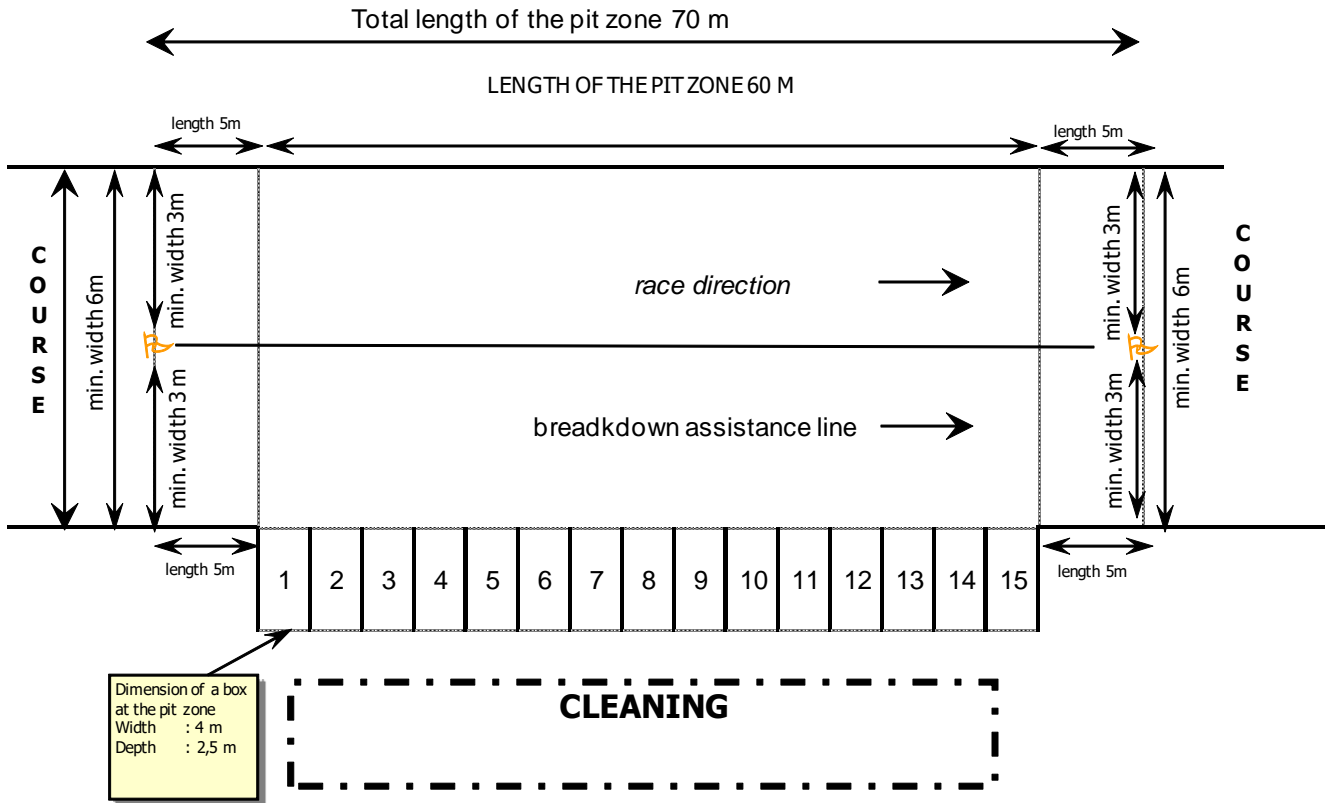 Total length of the pit zone 70 m
LENGTH OF THE PIT ZONE 60 M
length 5m
length 5m
COURSE
min. width 6m
min. width 3m
min. width 3 m
race direction
breadkdown assistance line
min. width 3m
min. width 3m
min. width 6m
COURSE
length 5m
length 5m
1 2 3 4 5 6 7 8 9 10 11 12 13 14 15
Dimension of a box
at the pit zone
Width : 4 m
Depth : 2,5 m
CLEANING